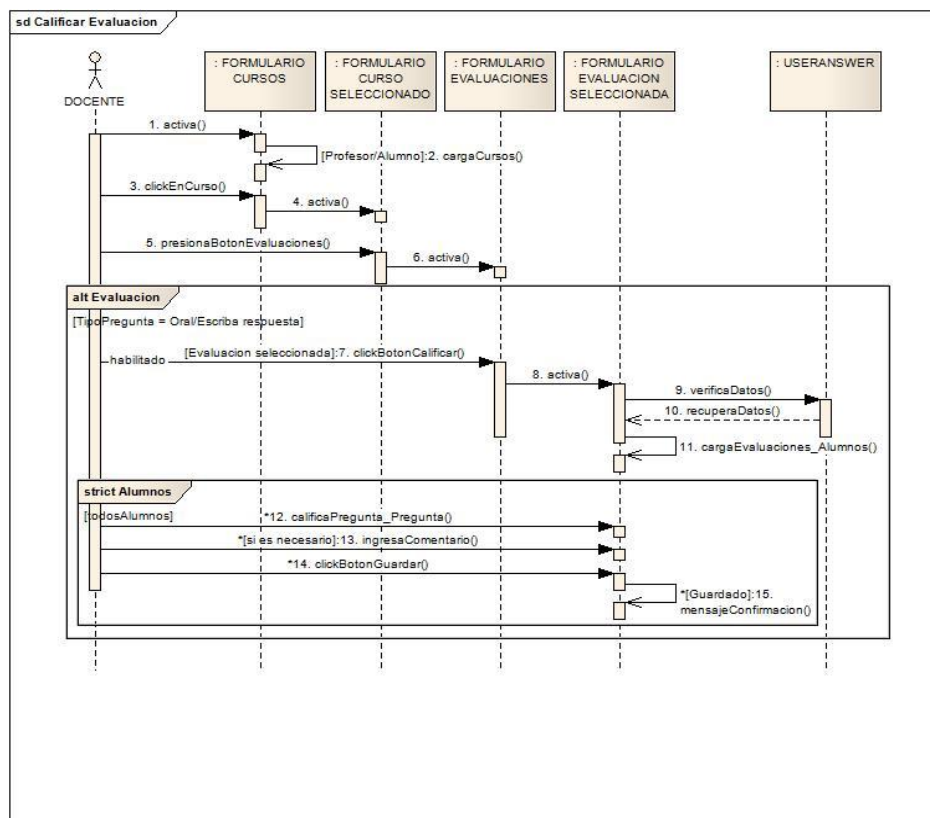 sd Calificar Evaluacion
DOCENTE
: FORMULARIO
CURSOS
: FORMULARIO
CURSO
SELECCIONADO
: FORMULARIO
EVALUACIONES
: FORMULARIO
EVALUACION
SELECCIONADA
: USERANSWER
1. activa()
[Profesor/Alumno]:2. cargaCursos()
3. clickEnCurso()
4. activa()
5. presionaBotonEvaluaciones()
6. activa()
alt Evaluacion
[TipoPregunta = Oral/Escriba respuesta]
habilitado
[Evaluacion seleccionada]:7. clickBotonCalificar()
8. activa()
9. verificaDatos()
10. recuperaDatos()
11. cargaEvaluaciones_Alumnos()
strict Alumnos
[todosAlumnos]
*12. calificaPregunta_Pregunta()
*[si es necesario]:13. ingresaComentario()
*14. clickBotonGuardar()
*[Guardado]:15.
mensajeConfirmacion()